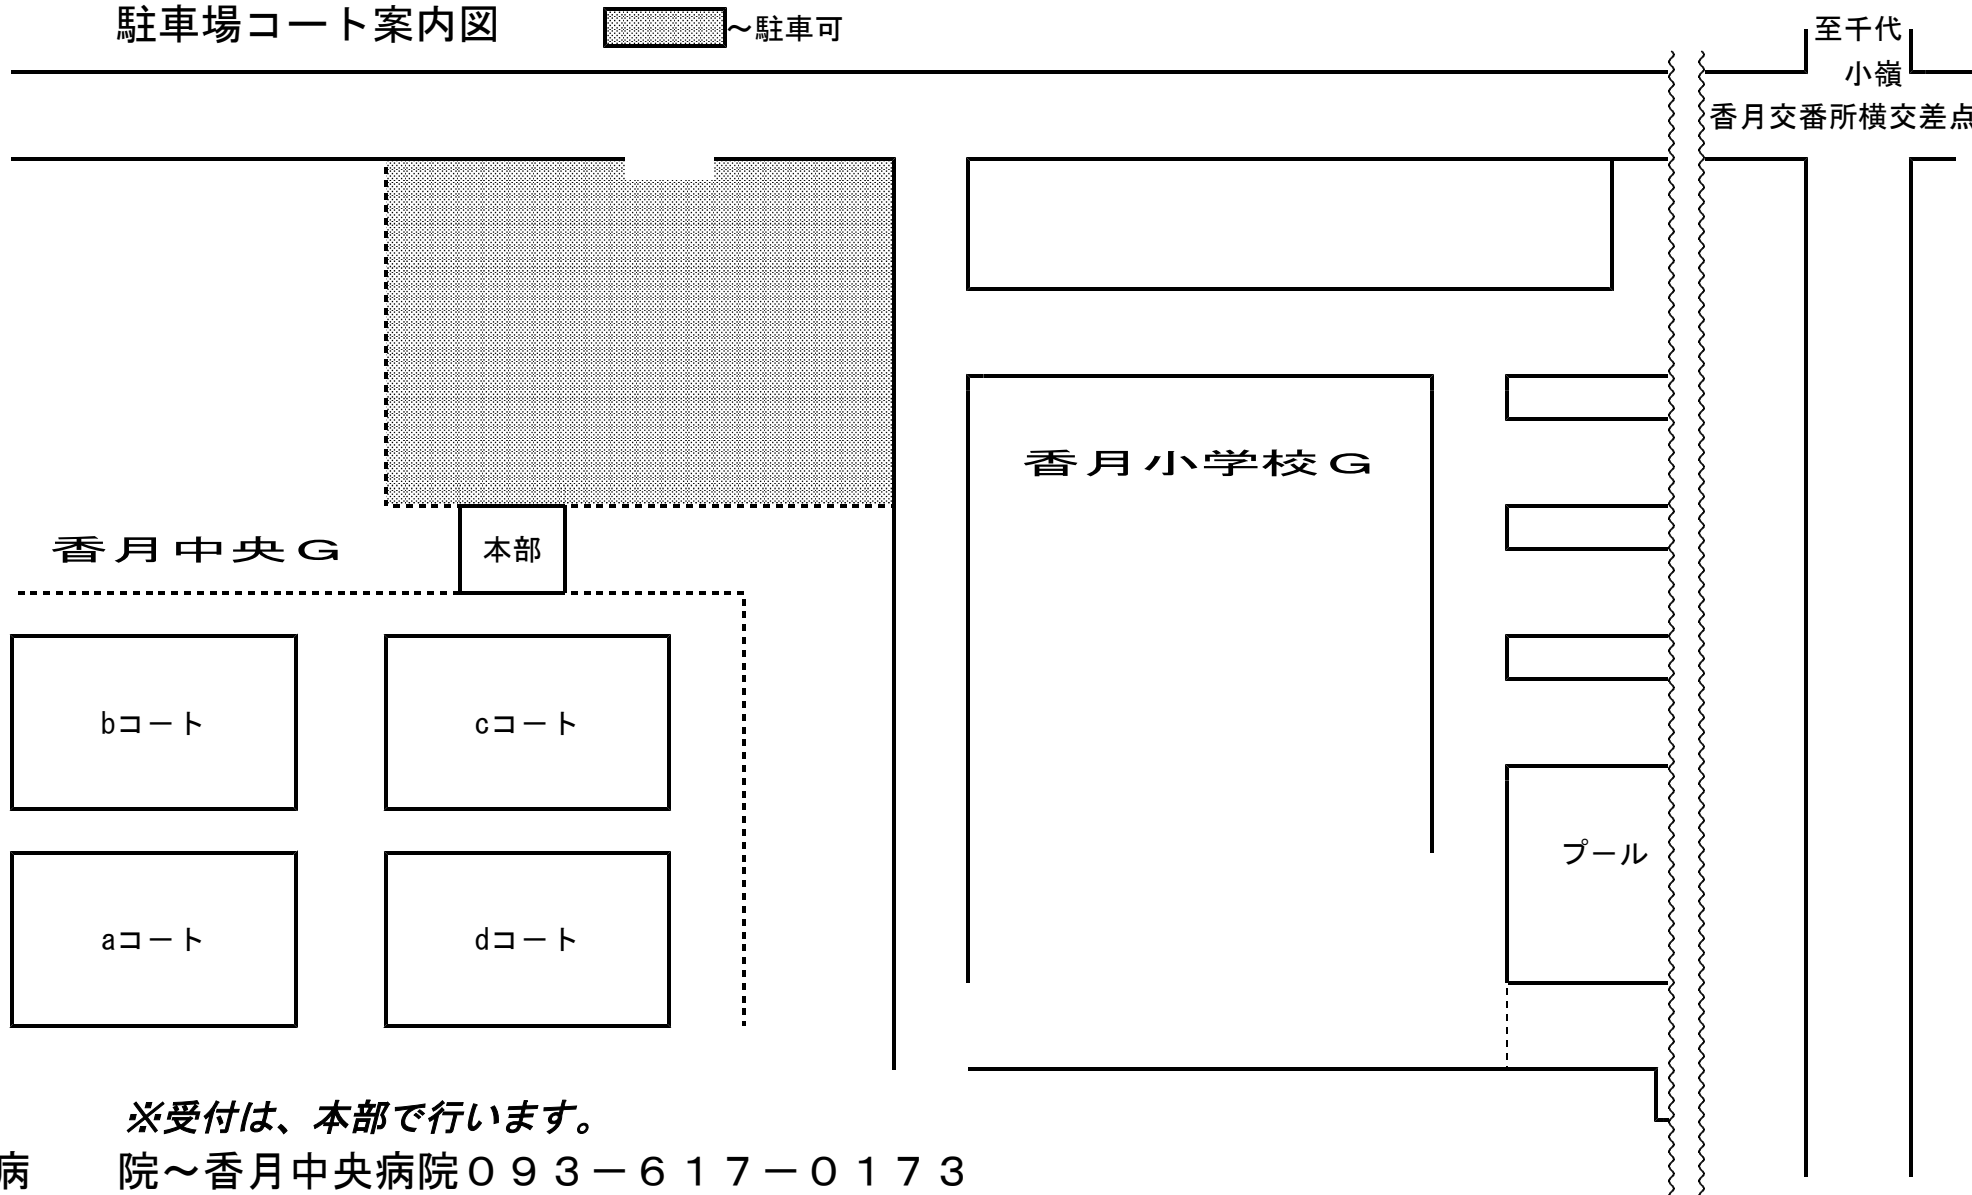 駐車場コート案内図
～駐車可
至千代
小嶺
香月交番所横交差点
香月小学校Ｇ
香月中央Ｇ
本部
bコート
cコート
プール
aコート
dコート
※受付は、本部で行います。
病　　院～香月中央病院０９３－６１７－０１７３